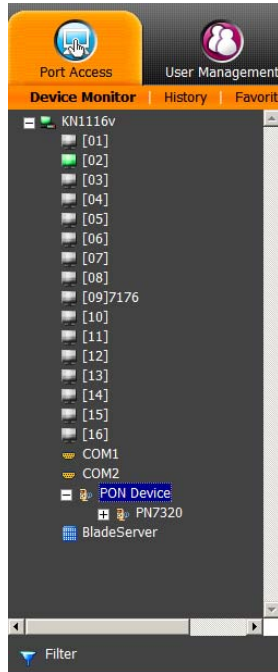 Port Access User Management
Device Monitor | History | Favorit
KN1116v
[01]
[02]
[03]
[04]
[05]
[06]
[07]
[08]
[09]7176
[10]
[11]
[12]
[13]
[14]
[15]
[16]
COM1
COM2
PON Device
PN7320
BladeServer
Filter